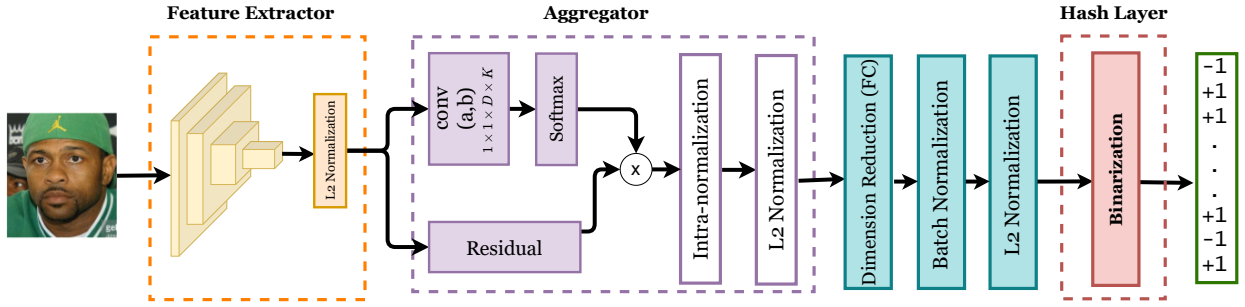 Feature Extractor
Aggregator
Hash Layer
L2 Normalization
conv
(a,b)
1 × 1 × D × K
Softmax
x
Residual
Intra-normalization
L2 Normalization
Dimension Reduction (FC)
Batch Normalization
L2 Normalization
Binarization
-1
+1
+1
.
.
.
+1
-1
+1